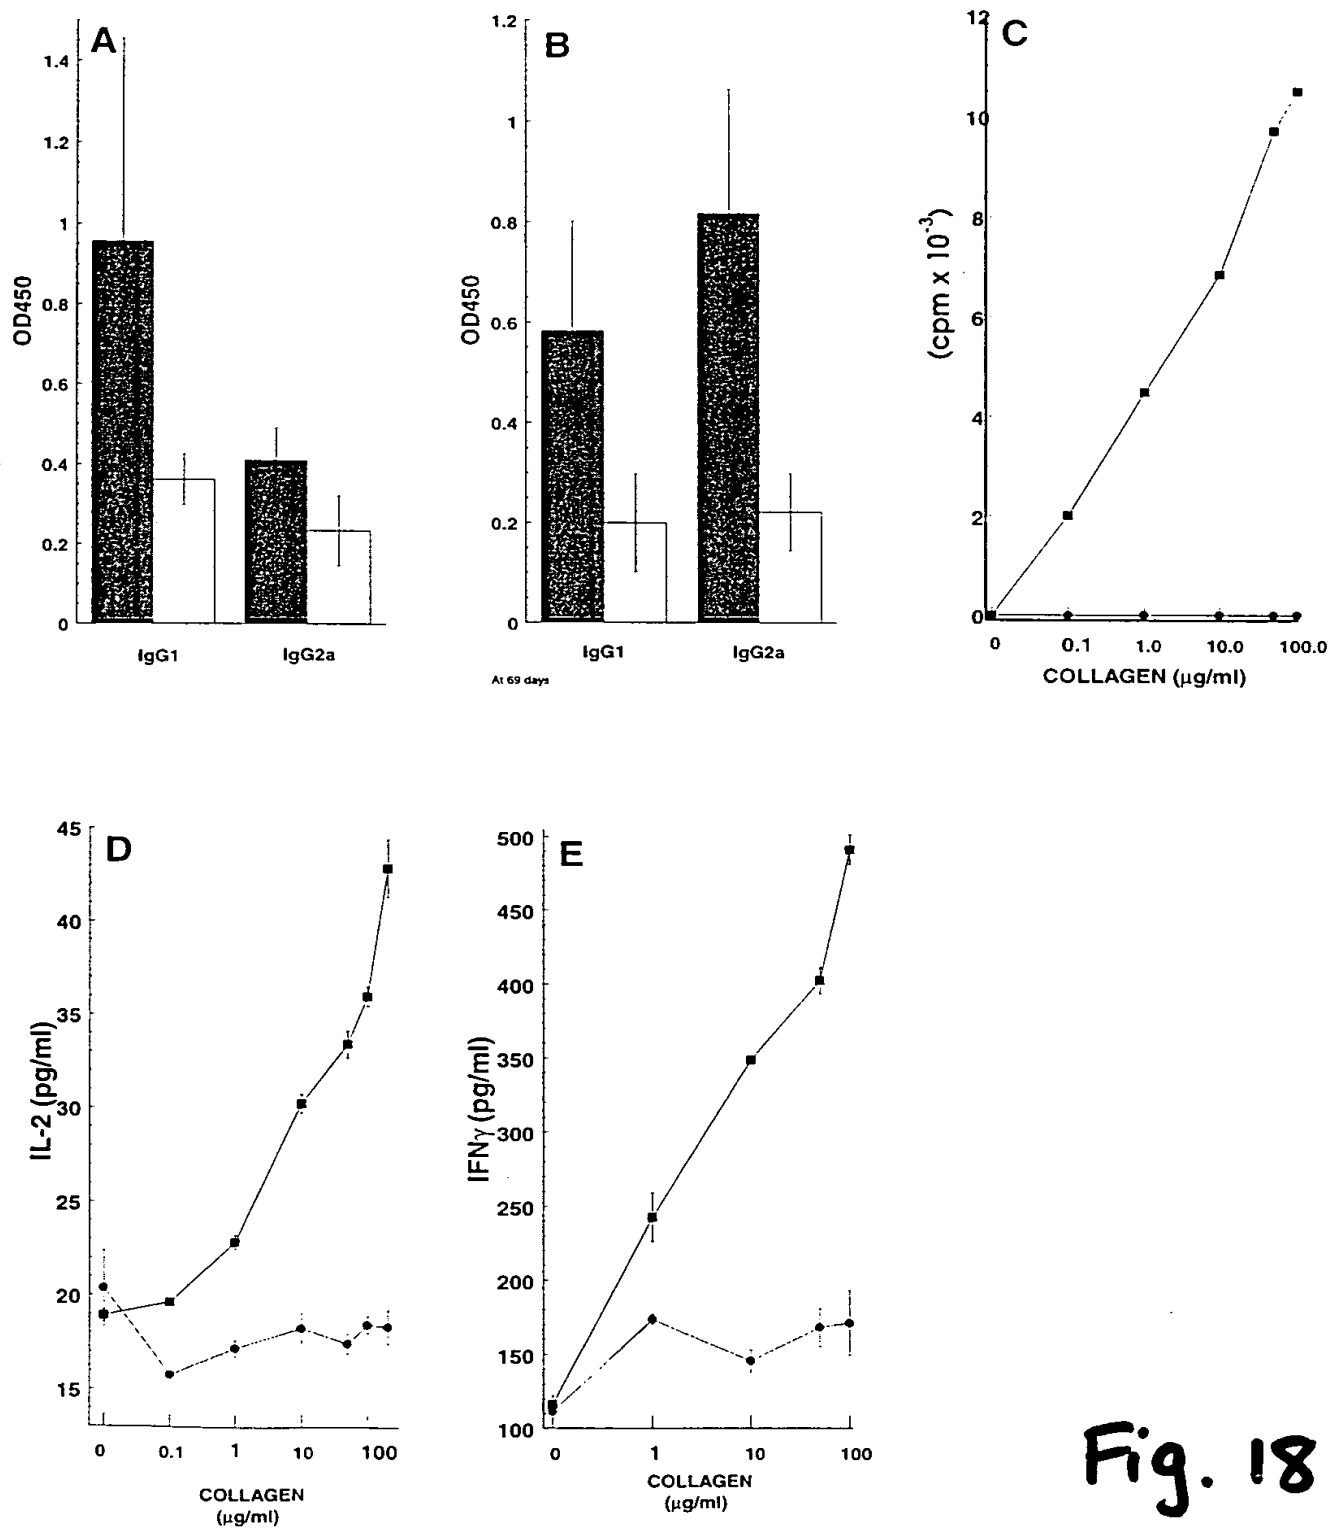 A
1.4
1.2
1
0.8
0.6
0.4
0.2
0
OD450
IgG1 IgG2a
B
1.2
1
0.8
0.6
0.4
0.2
0
OD450
IgG1 IgG2a
At 69 days
C
12
10
8
6
4
2
0
(cpm x 10⁻³)
0 0.1 1.0 10.0 100.0
COLLAGEN (µg/ml)
D
45
40
35
30
25
20
15
IL-2 (pg/ml)
0 0.1 1 10 100
COLLAGEN
(µg/ml)
E
500
450
400
350
300
250
200
150
100
IFNγ (pg/ml)
0 1 10 100
COLLAGEN
(µg/ml)
Fig. 18